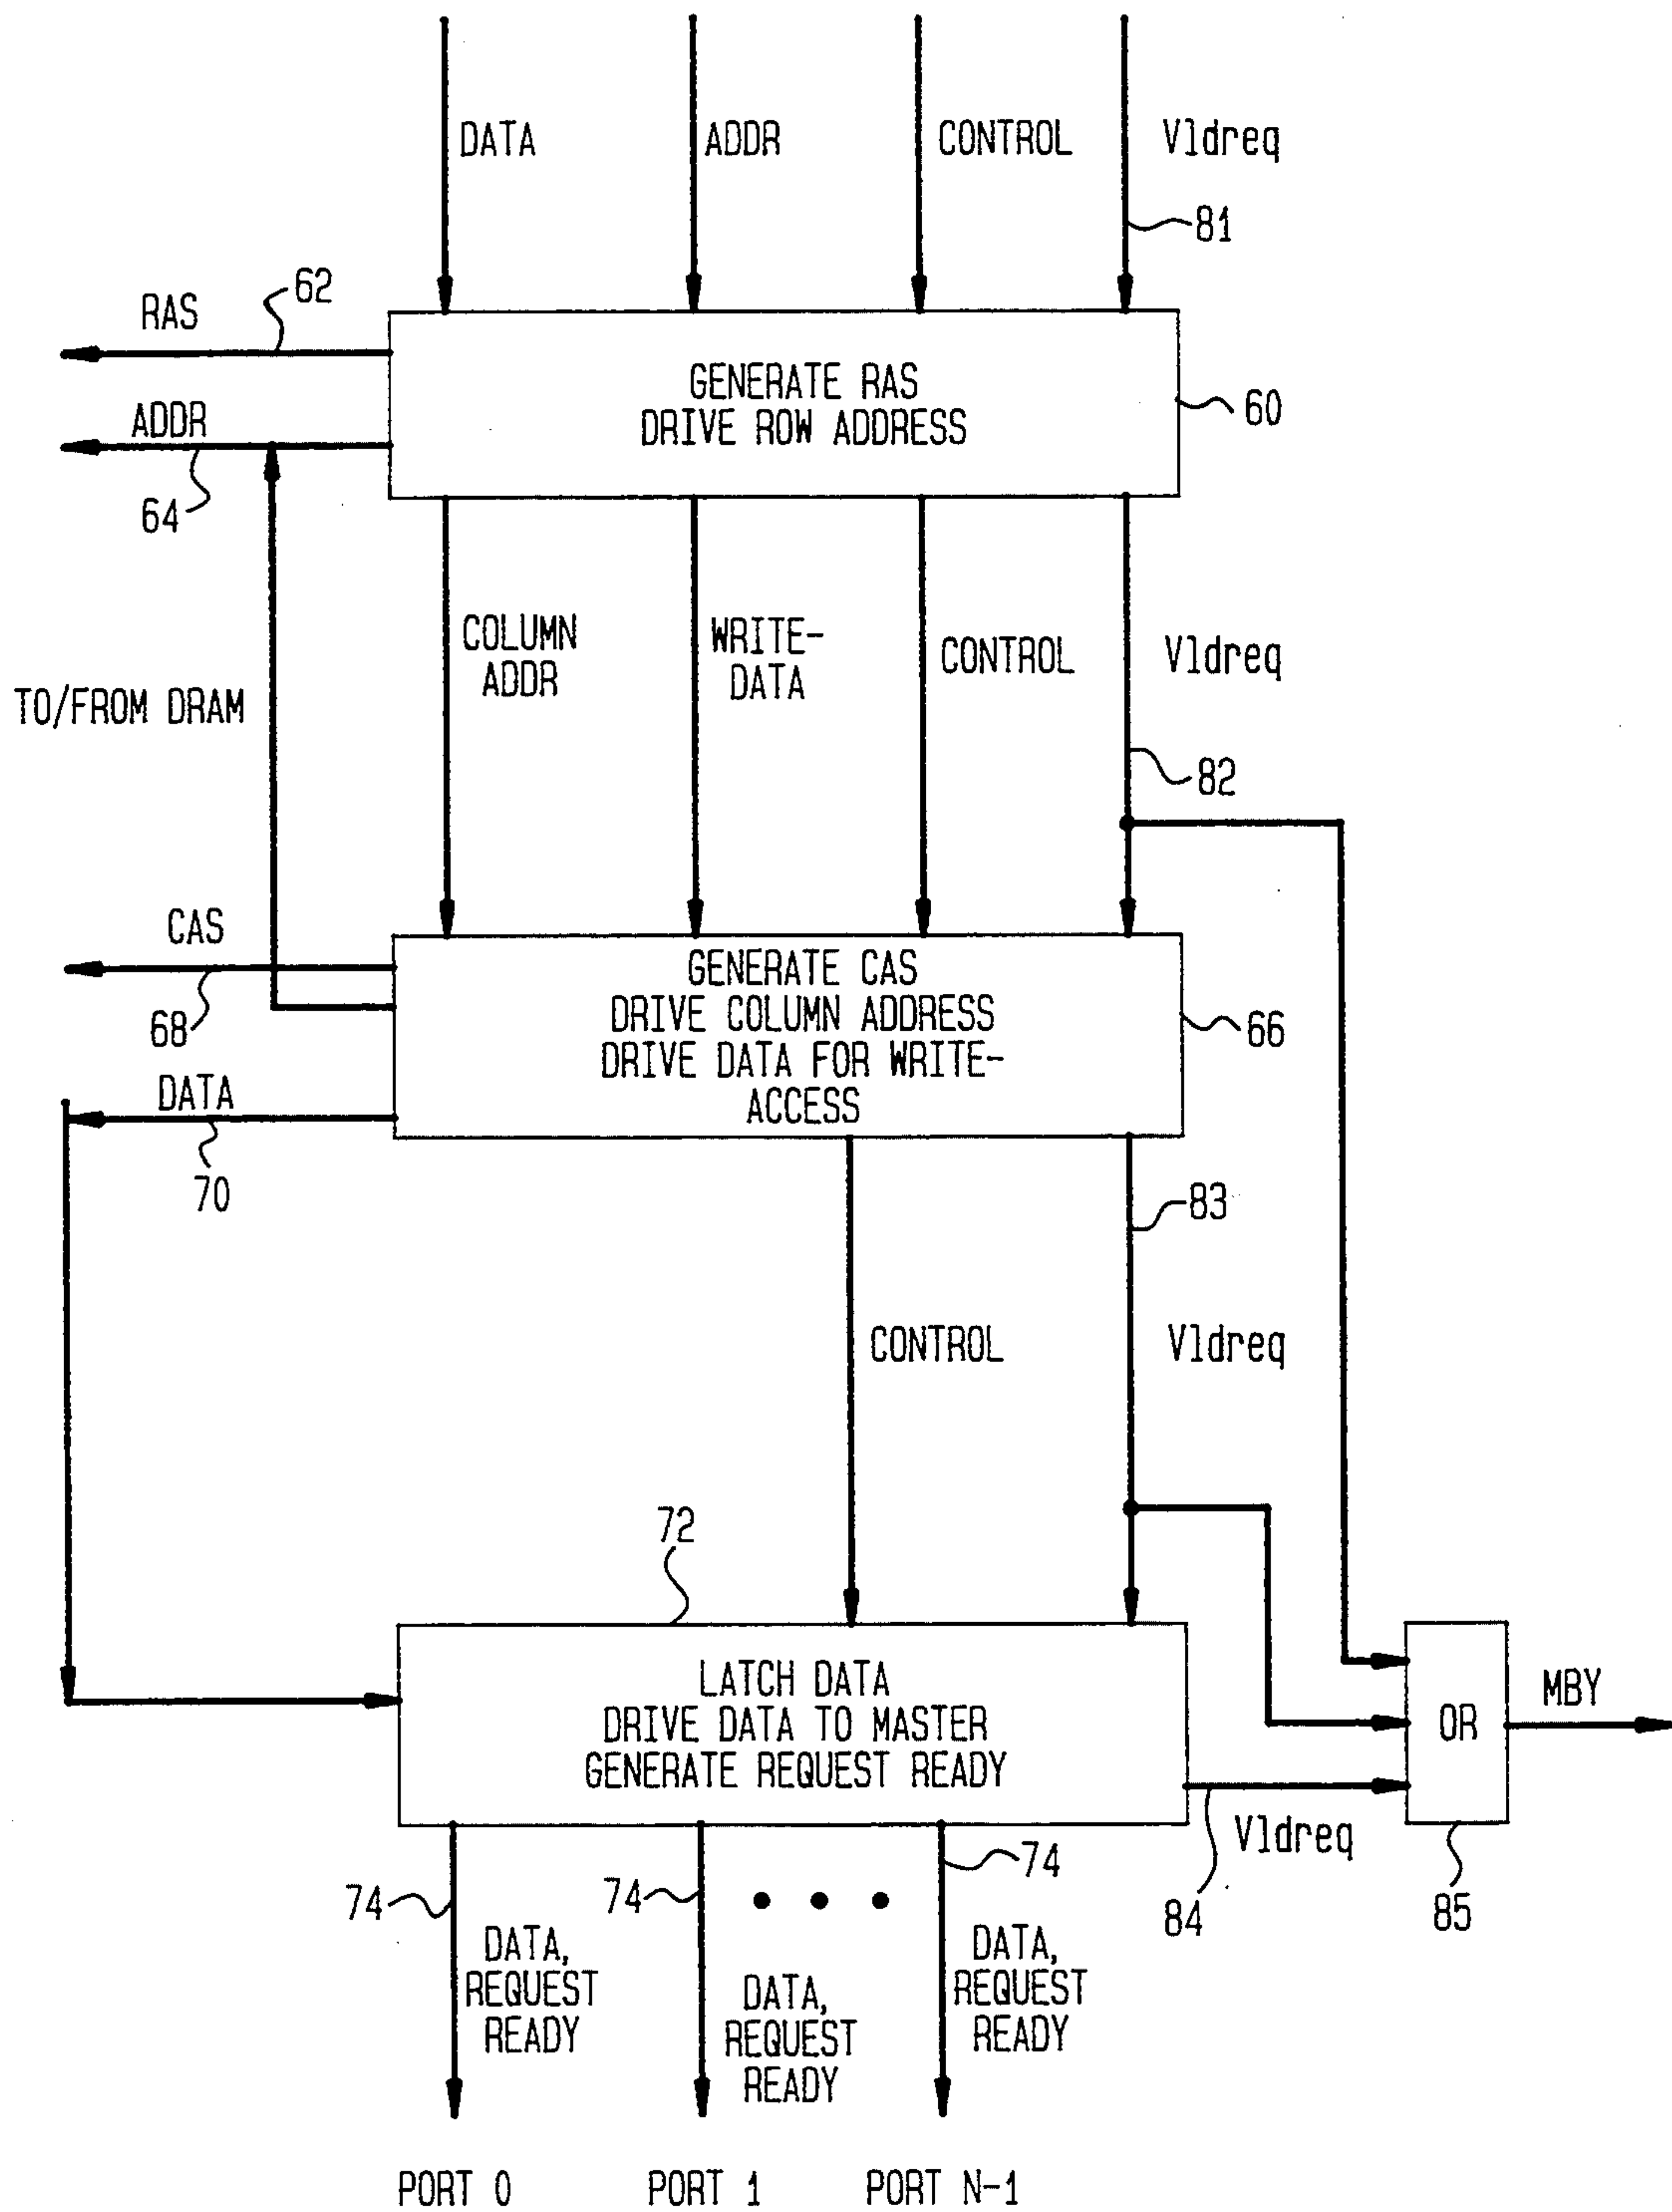 DATA
ADDR
CONTROL
Vldreq
81
62
RAS
GENERATE RAS
DRIVE ROW ADDRESS
60
ADDR
64
COLUMN
ADDR
WRITE-
DATA
CONTROL
Vldreq
TO/FROM DRAM
82
CAS
68
GENERATE CAS
DRIVE COLUMN ADDRESS
DRIVE DATA FOR WRITE-
ACCESS
66
DATA
70
83
CONTROL
Vldreq
72
LATCH DATA
DRIVE DATA TO MASTER
GENERATE REQUEST READY
OR
MBY
Vldreq
84
85
74
74
74
DATA,
REQUEST
READY
DATA,
REQUEST
READY
DATA,
REQUEST
READY
PORT 0
PORT 1
PORT N-1